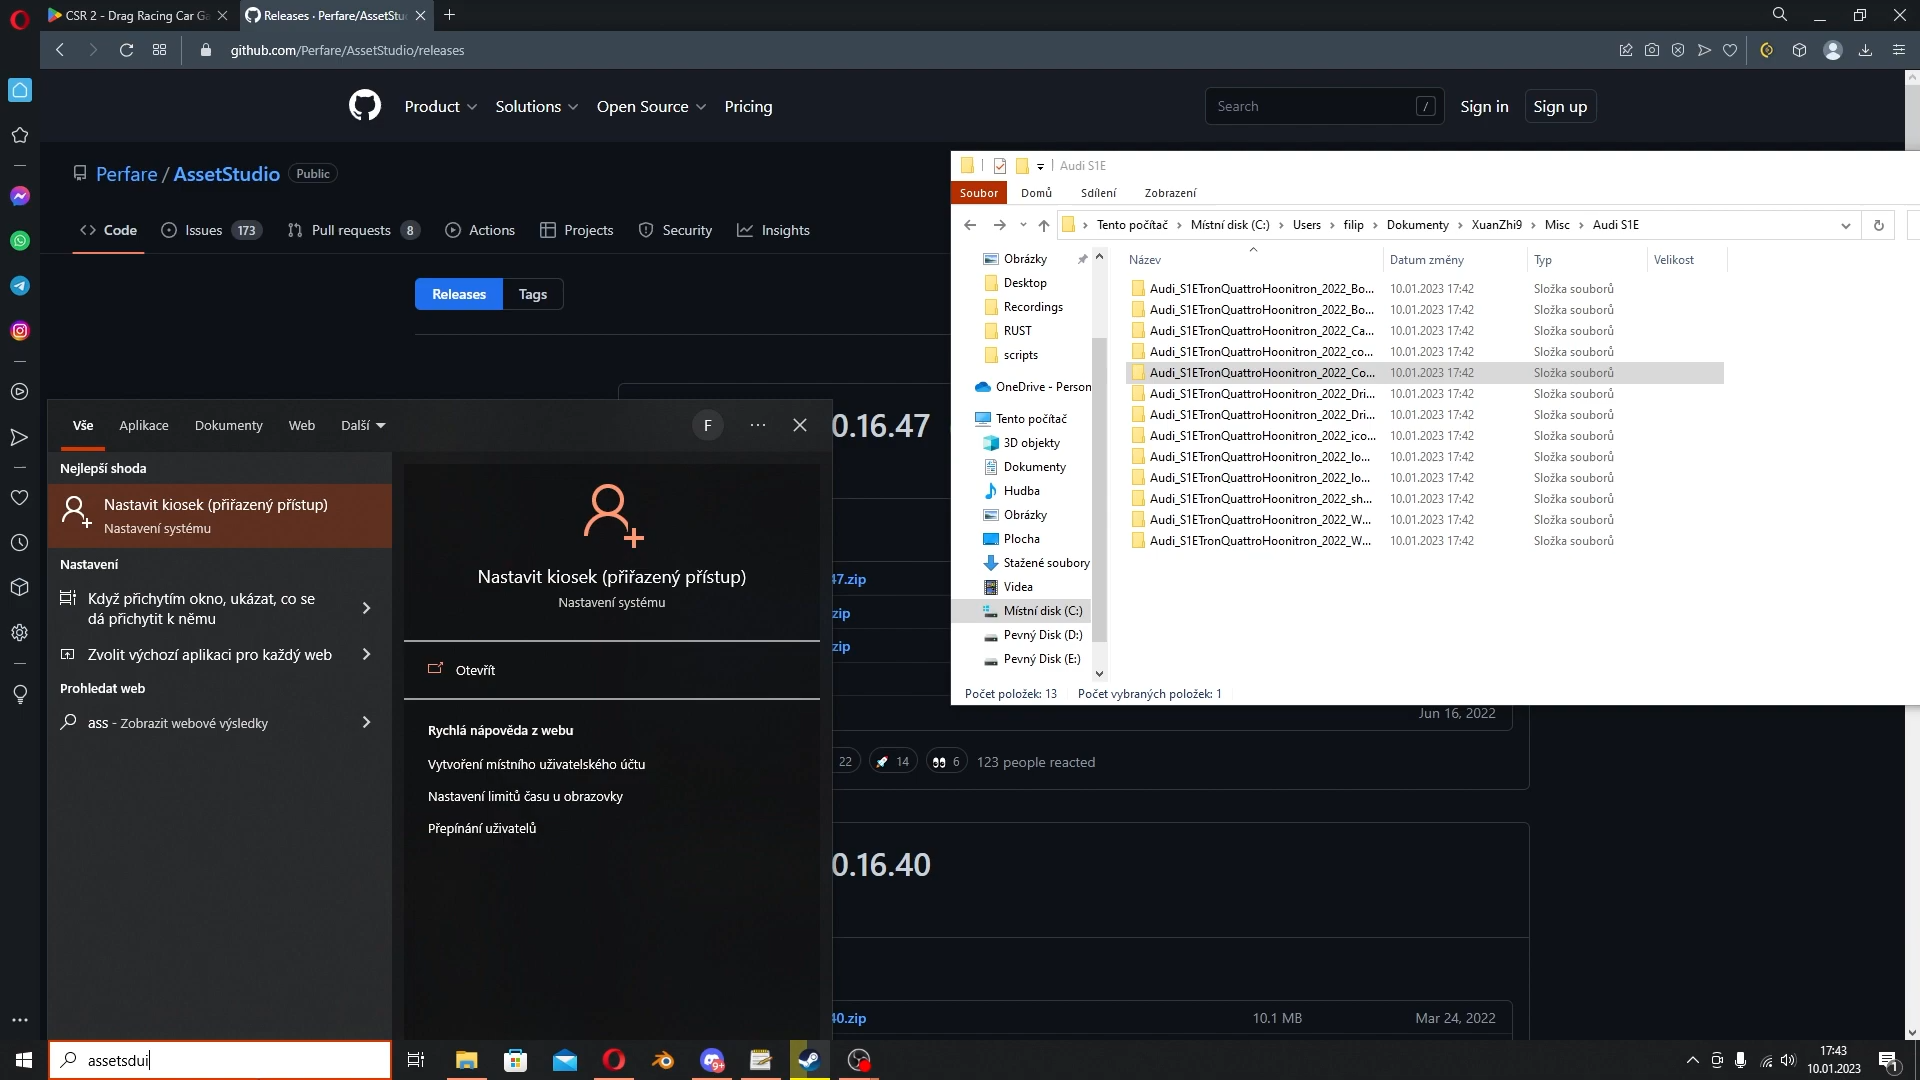 CSR 2 - Drag Racing Car Ga
Releases · Perfare/AssetStu
github.com/Perfare/AssetStudio/releases
Product
Solutions
Open Source
Pricing
Search
/
Sign in
Sign up
Perfare / AssetStudio
Public
Code
Issues 173
Pull requests 8
Actions
Projects
Security
Insights
Releases
Tags
0.16.47
47.zip
zip
zip
Jun 16, 2022
22
14
6
123 people reacted
0.16.40
40.zip
10.1 MB
Mar 24, 2022
Audi S1E
Soubor
Domů
Sdílení
Zobrazení
Tento počítač
Místní disk (C:)
Users
filip
Dokumenty
XuanZhi9
Misc
Audi S1E
Obrázky
Desktop
Recordings
RUST
scripts
OneDrive - Person
Tento počítač
3D objekty
Dokumenty
Hudba
Obrázky
Plocha
Stažené soubory
Videa
Místní disk (C:)
Pevný Disk (D:)
Pevný Disk (E:)
Název
Datum změny
Typ
Velikost
Audi_S1ETronQuattroHoonitron_2022_Bo... 10.01.2023 17:42 Složka souborů
Audi_S1ETronQuattroHoonitron_2022_Bo... 10.01.2023 17:42 Složka souborů
Audi_S1ETronQuattroHoonitron_2022_Ca... 10.01.2023 17:42 Složka souborů
Audi_S1ETronQuattroHoonitron_2022_co... 10.01.2023 17:42 Složka souborů
Audi_S1ETronQuattroHoonitron_2022_Co... 10.01.2023 17:42 Složka souborů
Audi_S1ETronQuattroHoonitron_2022_Dri... 10.01.2023 17:42 Složka souborů
Audi_S1ETronQuattroHoonitron_2022_Dri... 10.01.2023 17:42 Složka souborů
Audi_S1ETronQuattroHoonitron_2022_ico... 10.01.2023 17:42 Složka souborů
Audi_S1ETronQuattroHoonitron_2022_lo... 10.01.2023 17:42 Složka souborů
Audi_S1ETronQuattroHoonitron_2022_lo... 10.01.2023 17:42 Složka souborů
Audi_S1ETronQuattroHoonitron_2022_sh... 10.01.2023 17:42 Složka souborů
Audi_S1ETronQuattroHoonitron_2022_W... 10.01.2023 17:42 Složka souborů
Audi_S1ETronQuattroHoonitron_2022_W... 10.01.2023 17:42 Složka souborů
Počet položek: 13
Počet vybraných položek: 1
Vše
Aplikace
Dokumenty
Web
Další
F
Nejlepší shoda
Nastavit kiosek (přiřazený přístup)
Nastavení systému
Nastavení
Když přichytím okno, ukázat, co se
dá přichytit k němu
Zvolit výchozí aplikaci pro každý web
Prohledat web
ass - Zobrazit webové výsledky
Nastavit kiosek (přiřazený přístup)
Nastavení systému
Otevřít
Rychlá nápověda z webu
Vytvoření místního uživatelského účtu
Nastavení limitů času u obrazovky
Přepínání uživatelů
assetsdui
9+
17:43
10.01.2023
1